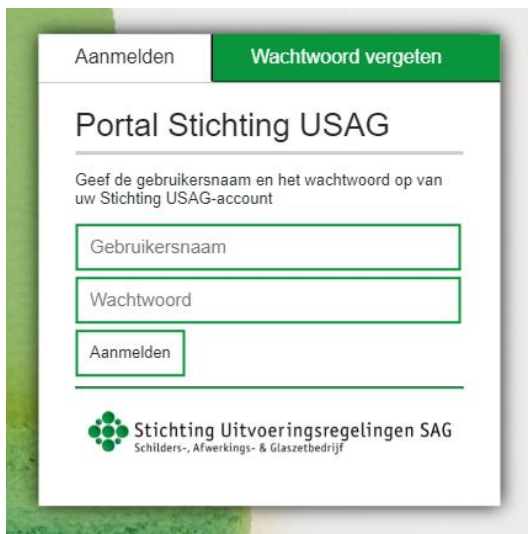 Aanmelden
Wachtwoord vergeten
Portal Stichting USAG
Geef de gebruikersnaam en het wachtwoord op van
uw Stichting USAG-account
Gebruikersnaam
Wachtwoord
Aanmelden
Stichting Uitvoeringsregelingen SAG
Schilders-, Afwerkings- & Glaszetbedrijf